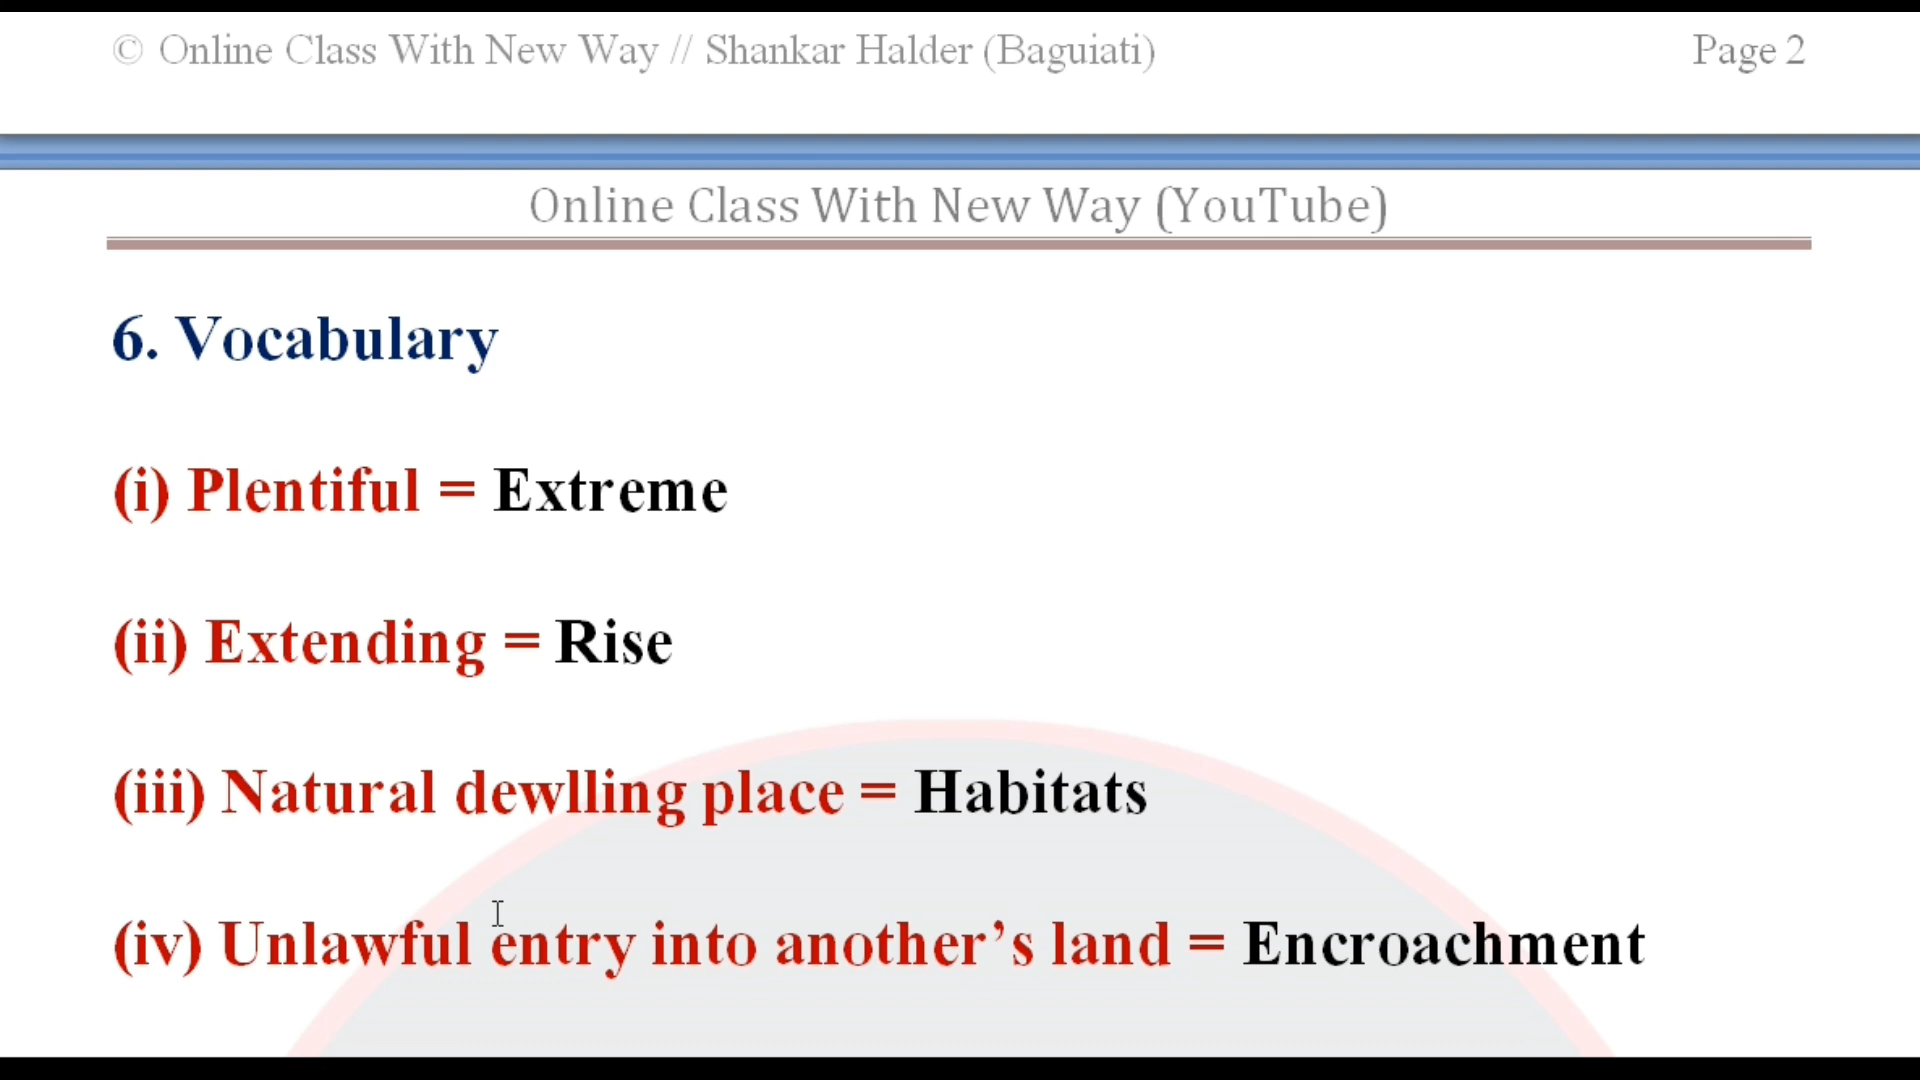 © Online Class With New Way // Shankar Halder (Baguiati) Page 2
Online Class With New Way (YouTube)
6. Vocabulary
(i) Plentiful = Extreme
(ii) Extending = Rise
(iii) Natural dewlling place = Habitats
(iv) Unlawful entry into another’s land = Encroachment